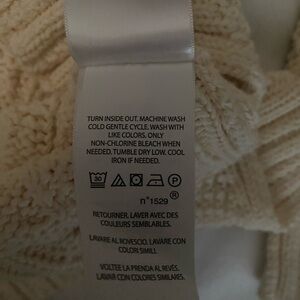 TURN INSIDE OUT. MACHINE WASH
COLD GENTLE CYCLE. WASH WITH
LIKE COLORS. ONLY
NON-CHLORINE BLEACH WHEN
NEEDED. TUMBLE DRY LOW. COOL
IRON IF NEEDED.
30 P
n°1529 ®
RETOURNER. LAVER AVEC DES
COULEURS SEMBLABLES.
LAVARE AL ROVESCIO. LAVARE CON
COLORI SIMILI.
VOLTEE LA PRENDA AL REVÉS.
LAVAR CON COLORES SIMILARES.